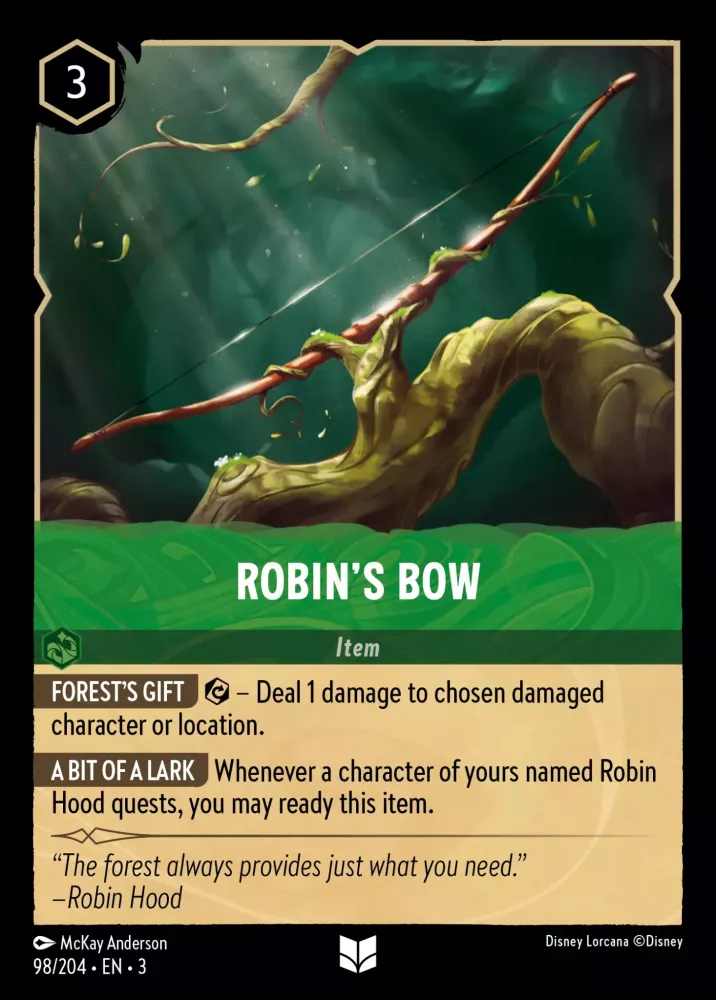 3
ROBIN’S BOW
Item
FOREST’S GIFT – Deal 1 damage to chosen damaged
character or location.
A BIT OF A LARK Whenever a character of yours named Robin
Hood quests, you may ready this item.
“The forest always provides just what you need.”
–Robin Hood
McKay Anderson
Disney Lorcana ©Disney
98/204 • EN • 3